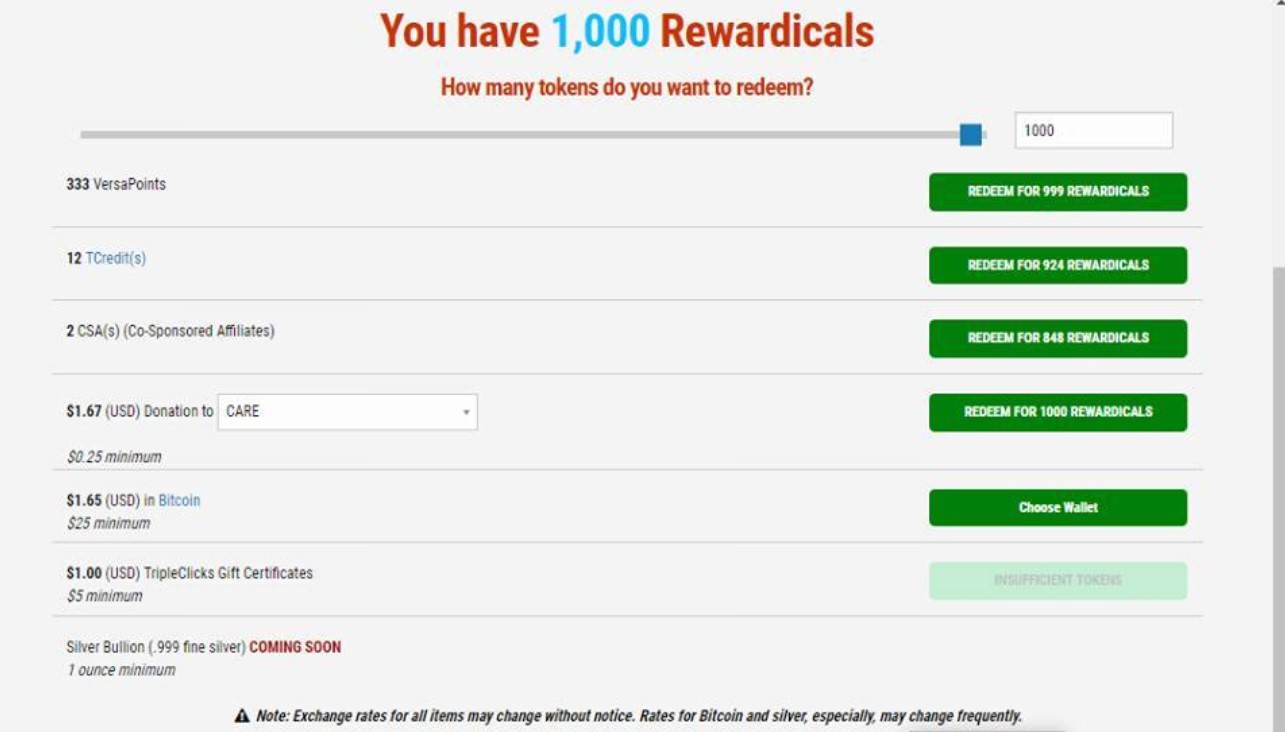 You have 1,000 Rewardicals
How many tokens do you want to redeem?
1000
333 VersaPoints
REDEEM FOR 999 REWARDICALS
12 TCredit(s)
REDEEM FOR 924 REWARDICALS
2 CSA(s) (Co-Sponsored Affiliates)
REDEEM FOR 848 REWARDICALS
$1.67 (USD) Donation to CARE
REDEEM FOR 1000 REWARDICALS
$0.25 minimum
$1.65 (USD) in Bitcoin
Choose Wallet
$25 minimum
$1.00 (USD) TripleClicks Gift Certificates
INSUFFICIENT TOKENS
$5 minimum
Silver Bullion (.999 fine silver) COMING SOON
1 ounce minimum
Note: Exchange rates for all items may change without notice. Rates for Bitcoin and silver, especially, may change frequently.